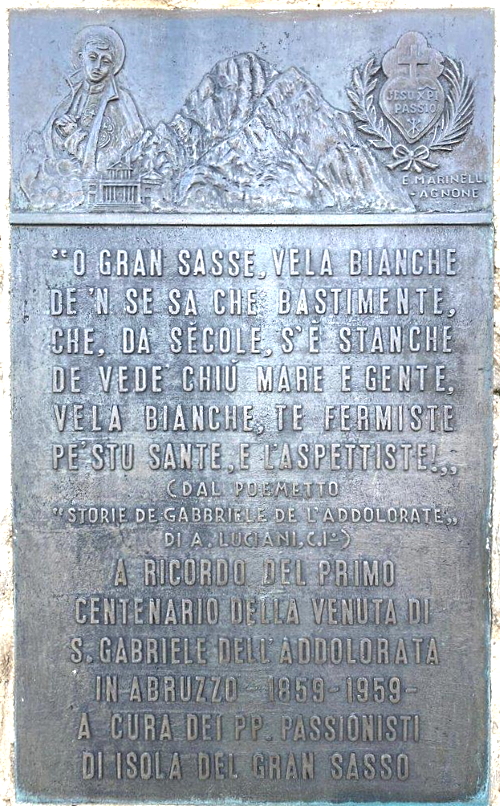 JESU XPI
PASSIO
E. MARINELLI
-AGNONE
"O GRAN SASSE, VELA BIANCHE
DE 'N SE SA CHE BASTIMENTE,
CHE, DA SÉCOLE, S'È STANCHE
DE VEDE CHIÚ MARE E GENTE,
VELA BIANCHE, TE FERMISTE
PE' STU SANTE, E L'ASPETTISTE!„
(DAL POEMETTO
"STORIE DE GABBRIELE DE L'ADDOLORATE„
DI A. LUCIANI, C. Iº)
A RICORDO DEL PRIMO
CENTENARIO DELLA VENUTA DI
S. GABRIELE DELL'ADDOLORATA
IN ABRUZZO - 1859 - 1959 -
A CURA DEI PP. PASSIONISTI
DI ISOLA DEL GRAN SASSO